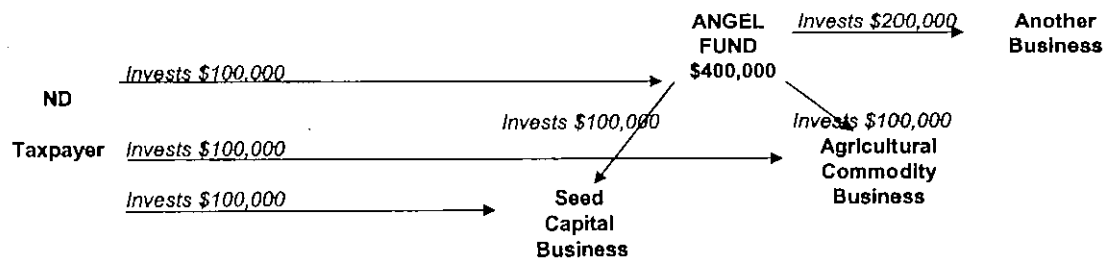 ANGEL
FUND
$400,000
Invests $200,000
Another
Business
Invests $100,000
ND
Taxpayer
Invests $100,000
Invests $100,000
Invests $100,000
Agricultural
Commodity
Business
Invests $100,000
Seed
Capital
Business